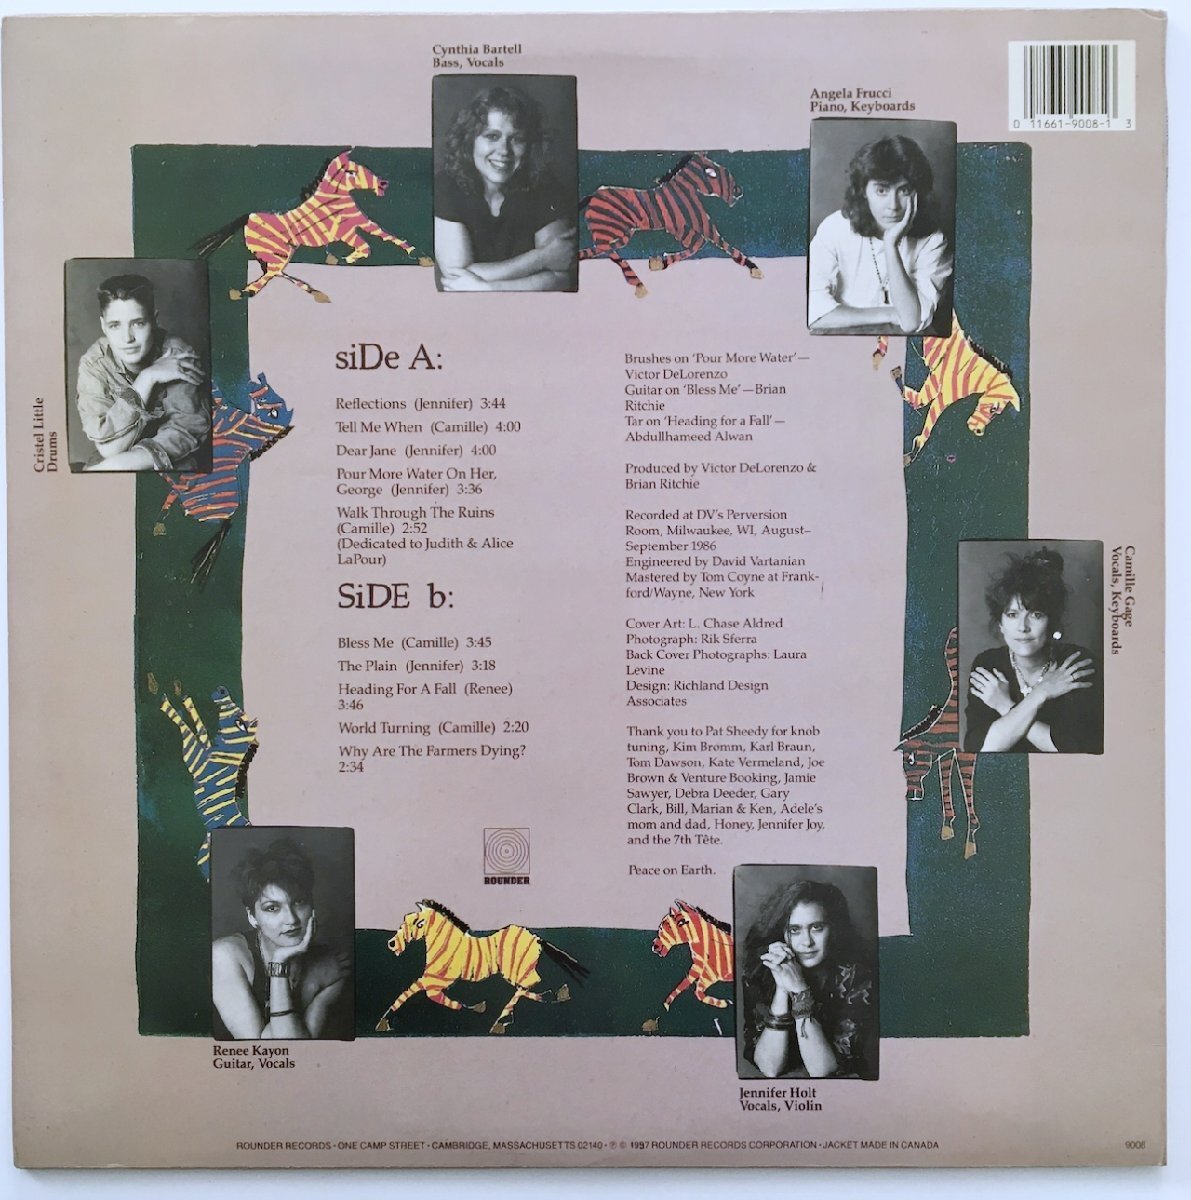 Cynthia Bartell
Bass, Vocals
Angela Frucci
Piano, Keyboards
0 11661-9008-1 3
Cristel Little
Drums
siDe A:
Reflections (Jennifer) 3:44
Tell Me When (Camille) 4:00
Dear Jane (Jennifer) 4:00
Pour More Water On Her,
George (Jennifer) 3:36
Walk Through The Ruins
(Camille) 2:52
(Dedicated to Judith & Alice
LaPour)
SiDE b:
Bless Me (Camille) 3:45
The Plain (Jennifer) 3:18
Heading For A Fall (Renee)
3:46
World Turning (Camille) 2:20
Why Are The Farmers Dying?
2:34
ROUNDER
Brushes on 'Pour More Water'—
Victor DeLorenzo
Guitar on 'Bless Me'—Brian
Ritchie
Tar on 'Heading for a Fall'—
Abdullhameed Alwan
Produced by Victor DeLorenzo &
Brian Ritchie
Recorded at DV's Perversion
Room, Milwaukee, WI, August–
September 1986
Engineered by David Vartanian
Mastered by Tom Coyne at Frank-
ford/Wayne, New York
Cover Art: L. Chase Aldred
Photograph: Rik Sferra
Back Cover Photographs: Laura
Levine
Design: Richland Design
Associates
Thank you to Pat Sheedy for knob
tuning, Kim Bromm, Karl Braun,
Tom Dawson, Kate Vermeland, Joe
Brown & Venture Booking, Jamie
Sawyer, Debra Deeder, Gary
Clark, Bill, Marian & Ken, Adele's
mom and dad, Honey, Jennifer Joy,
and the 7th Tête.
Peace on Earth.
Camille Gage
Vocals, Keyboards
Renee Kayon
Guitar, Vocals
Jennifer Holt
Vocals, Violin
ROUNDER RECORDS · ONE CAMP STREET · CAMBRIDGE, MASSACHUSETTS 02140 · ℗ © 1987 ROUNDER RECORDS CORPORATION · JACKET MADE IN CANADA
9008